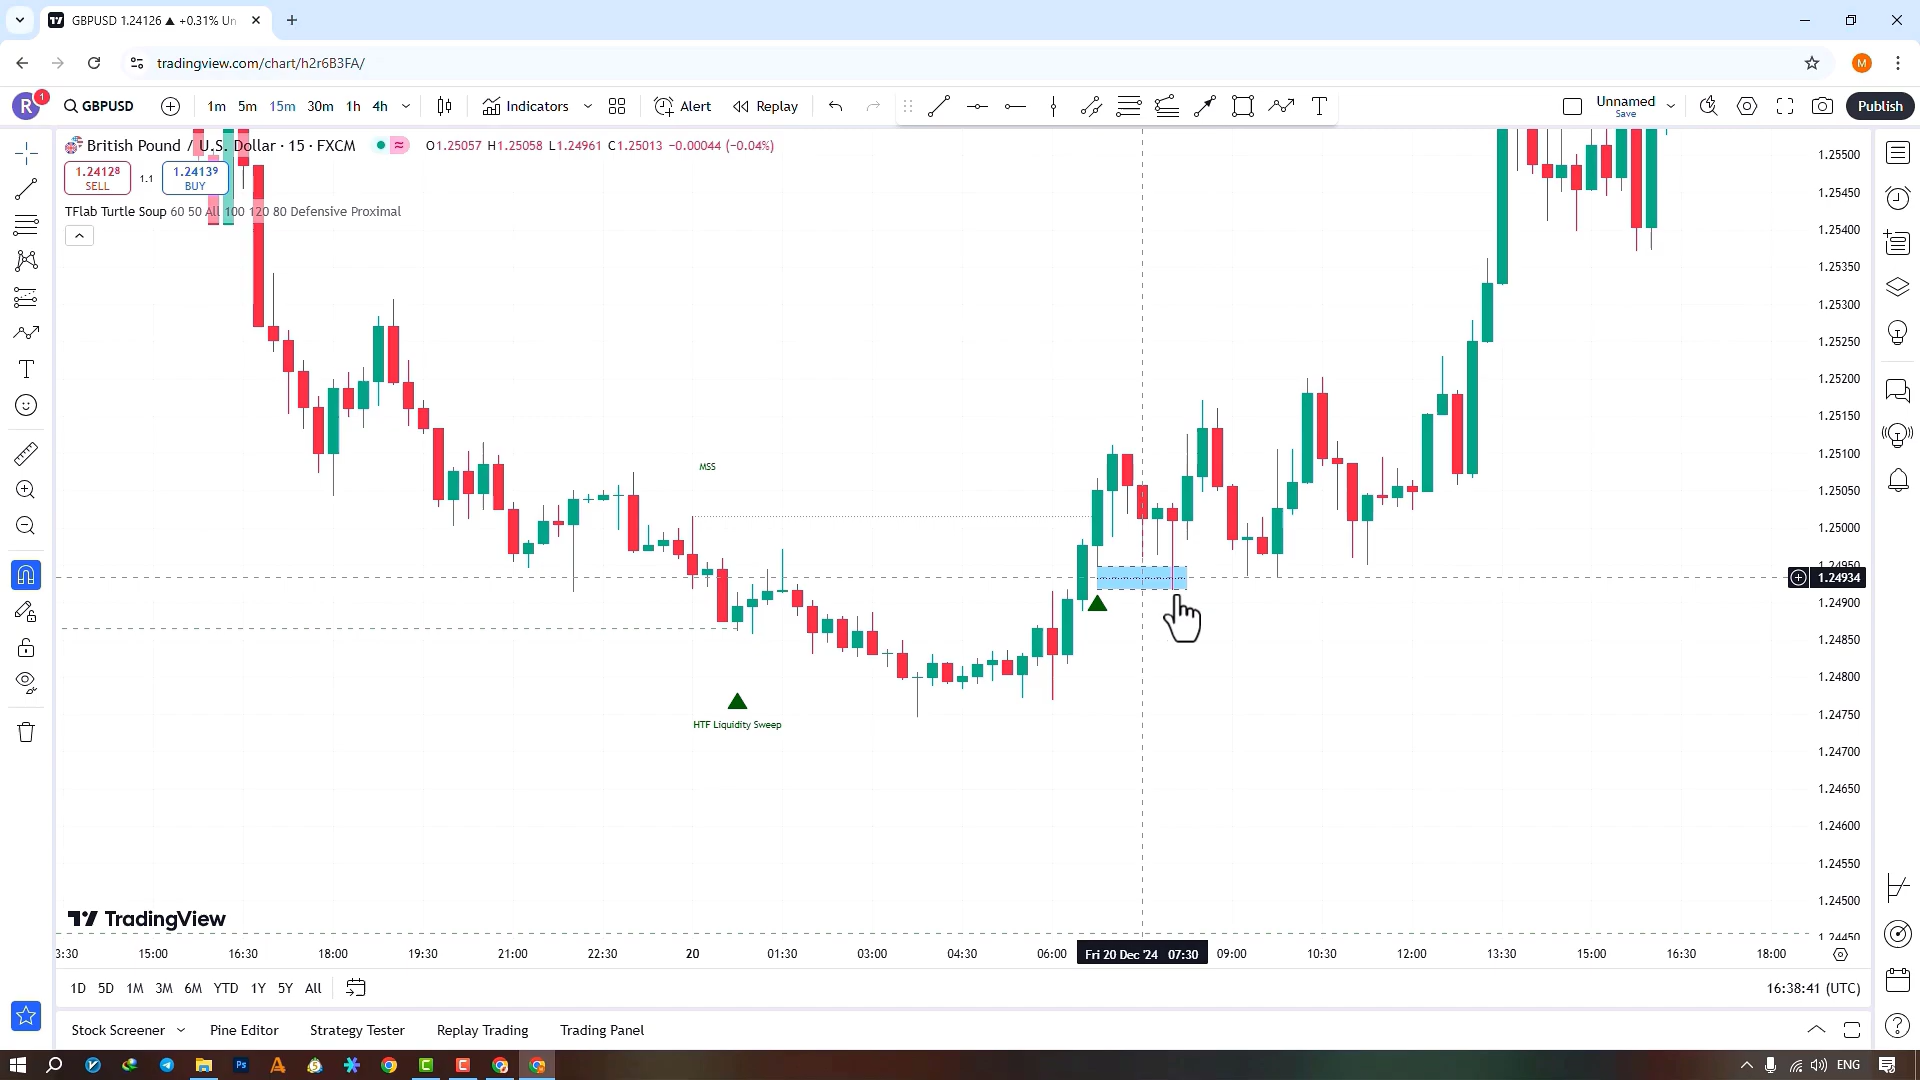 GBPUSD 1.24126 ▲ +0.31% Un
tradingview.com/chart/h2r6B3FA/
M
R
1
GBPUSD
1m 5m 15m 30m 1h 4h
Indicators
Alert
Replay
Unnamed
Save
Publish
British Pound / U.S. Dollar · 15 · FXCM
O1.25057 H1.25058 L1.24961 C1.25013 −0.00044 (−0.04%)
1.24128
SELL
1.1
1.24139
BUY
TFlab Turtle Soup 60 50 All 100 120 80 Defensive Proximal
MSS
HTF Liquidity Sweep
1.25500
1.25450
1.25400
1.25350
1.25300
1.25250
1.25200
1.25150
1.25100
1.25050
1.25000
1.24950
1.24934
1.24900
1.24850
1.24800
1.24750
1.24700
1.24650
1.24600
1.24550
1.24500
1.24450
TradingView
3:30 15:00 16:30 18:00 19:30 21:00 22:30 20 01:30 03:00 04:30 06:00 Fri 20 Dec '24 07:30 09:00 10:30 12:00 13:30 15:00 16:30 18:00
1D 5D 1M 3M 6M YTD 1Y 5Y All
16:38:41 (UTC)
Stock Screener Pine Editor Strategy Tester Replay Trading Trading Panel
ENG